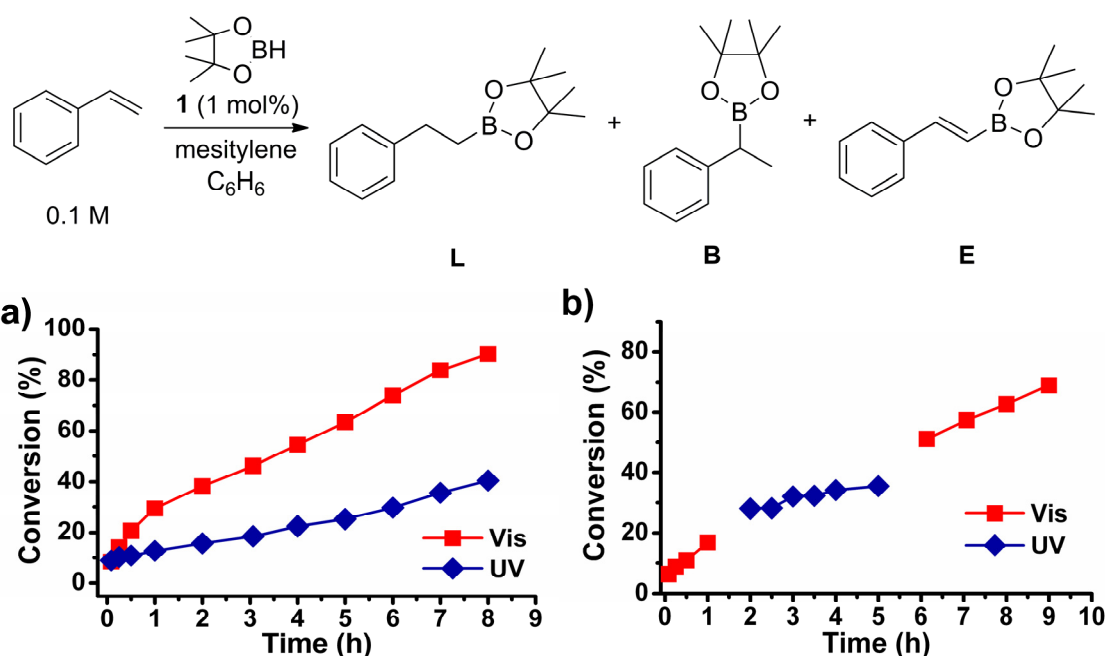 O
BH
O
1 (1 mol%)
mesitylene
C6H6
0.1 M
O
B
O
+
L
O
O
B
+
B
O
B
O
E
a)
Conversion (%)
100
80
60
40
20
0
Vis
UV
0 1 2 3 4 5 6 7 8 9
Time (h)
b)
Conversion (%)
80
60
40
20
0
Vis
UV
0 1 2 3 4 5 6 7 8 9 10
Time (h)